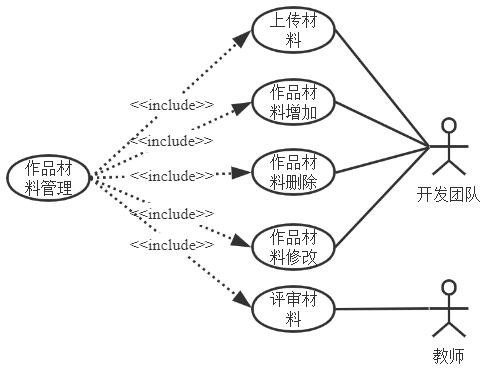 上传材
料
<<include>>
作品材
料增加
<<include>>
作品材
料管理
<<include>>
作品材
料删除
开发团队
<<include>>
作品材
料修改
<<include>>
评审材
料
教师